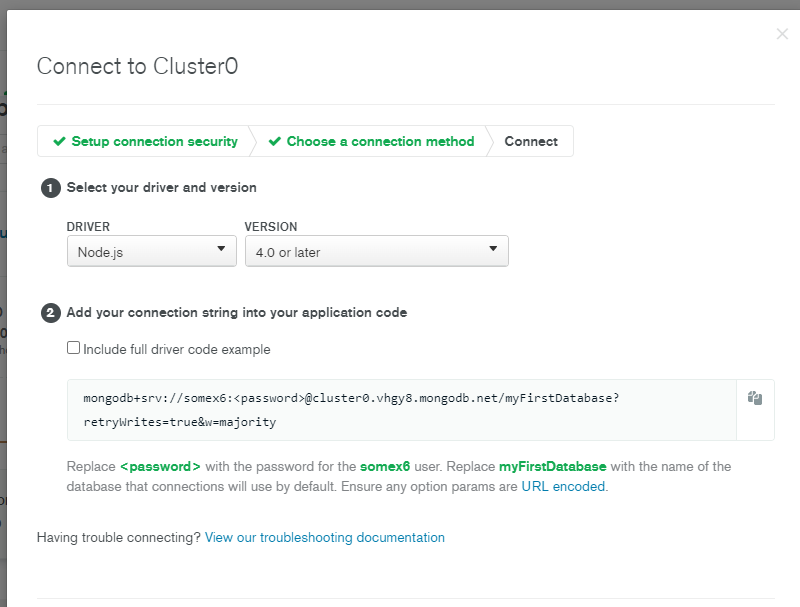 Connect to Cluster0
Setup connection security
Choose a connection method
Connect
1 Select your driver and version
DRIVER
VERSION
Node.js
4.0 or later
2 Add your connection string into your application code
Include full driver code example
mongodb+srv://somex6:<password>@cluster0.vhgy8.mongodb.net/myFirstDatabase?
retryWrites=true&w=majority
Replace <password> with the password for the somex6 user. Replace myFirstDatabase with the name of the
database that connections will use by default. Ensure any option params are URL encoded.
Having trouble connecting? View our troubleshooting documentation